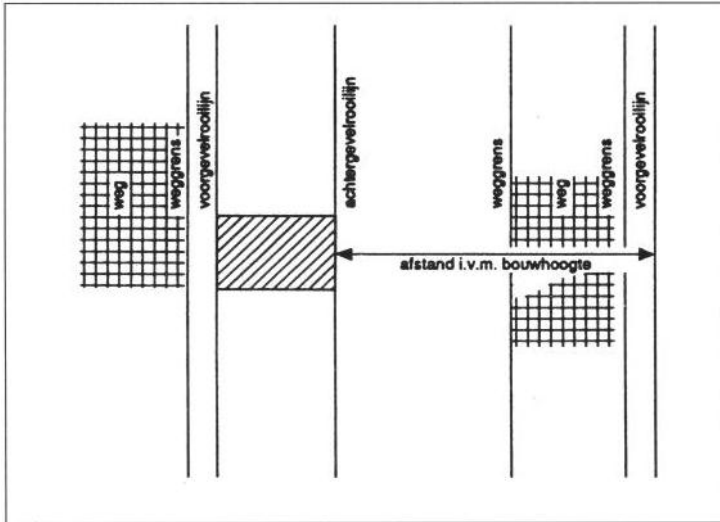 weg
weggrens
voorgevelrooilijn
achtergevelrooilijn
weggrens
weg
weggrens
voorgevelrooilijn
afstand i.v.m. bouwhoogte